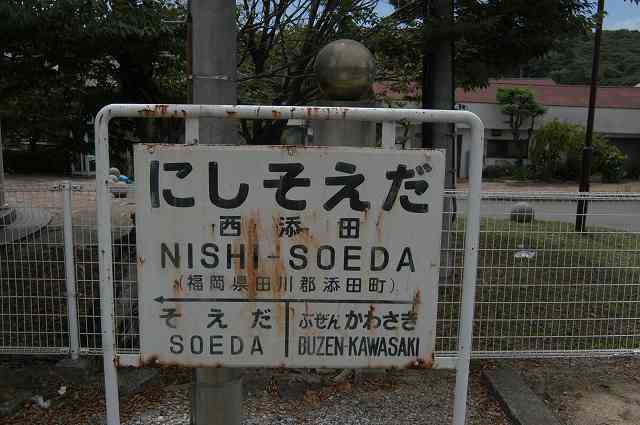 にしそえだ
西添田
NISHI-SOEDA
(福岡県田川郡添田町)
そえだ ぶぜんかわさき
SOEDA BUZEN-KAWASAKI